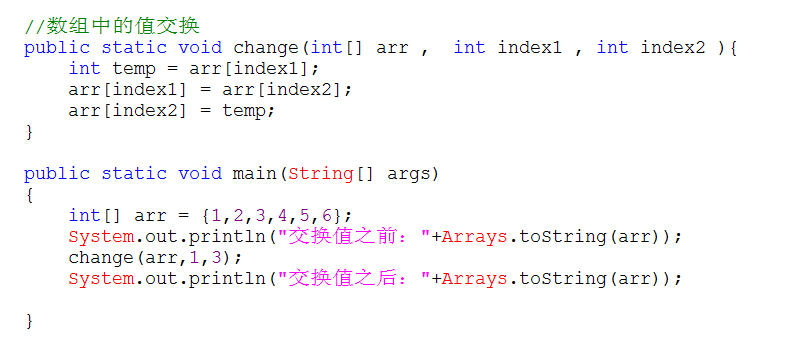 //数组中的值交换
public static void change(int[] arr ,  int index1 , int index2 ){
    int temp = arr[index1];
    arr[index1] = arr[index2];
    arr[index2] = temp;
}
public static void main(String[] args)
{
    int[] arr = {1,2,3,4,5,6};
    System.out.println("交换值之前："+Arrays.toString(arr));
    change(arr,1,3);
    System.out.println("交换值之后："+Arrays.toString(arr));
}